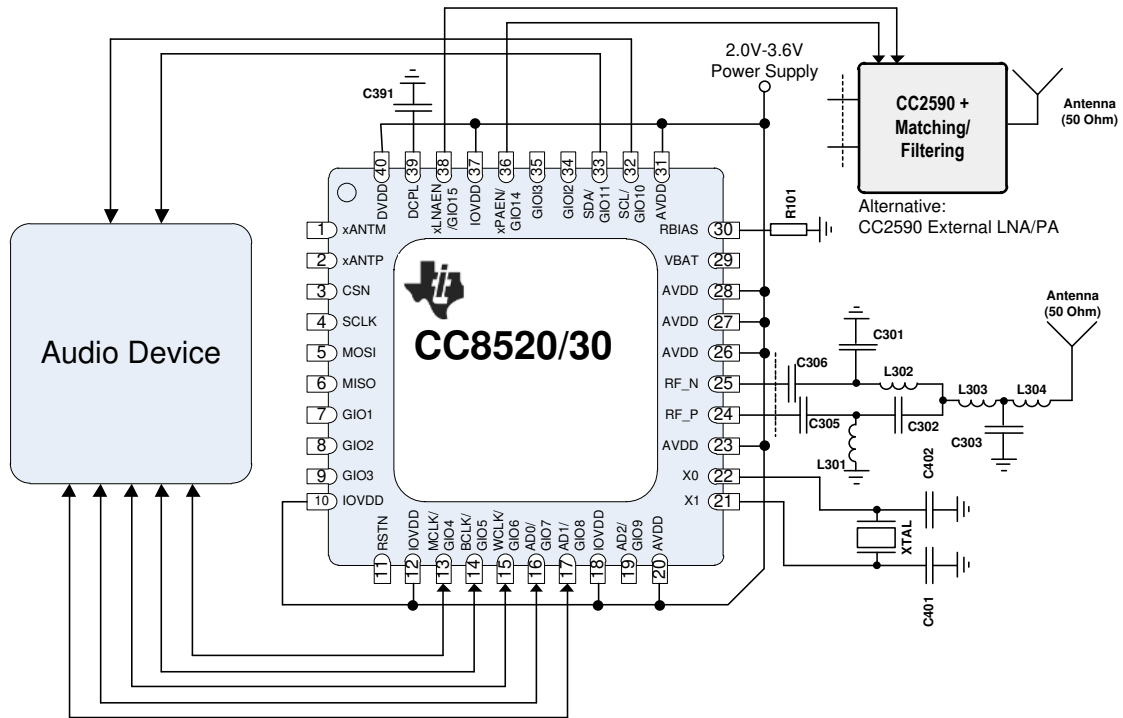 2.0V-3.6V
Power Supply
C391
CC2590 +
Matching/
Filtering
Antenna
(50 Ohm)
Alternative:
CC2590 External LNA/PA
40
39
38
37
36
35
34
33
32
31
DVDD
DCPL
xLNAEN
/GIO15
IOVDD
xPAEN/
GIO14
GIOI3
GIOI2
SDA/
GIO11
SCL/
GIO10
AVDD
R101
1 xANTM
2 xANTP
3 CSN
4 SCLK
5 MOSI
6 MISO
7 GIO1
8 GIO2
9 GIO3
10 IOVDD
Audio Device
ti
CC8520/30
RBIAS 30
VBAT 29
AVDD 28
AVDD 27
AVDD 26
RF_N 25
RF_P 24
AVDD 23
X0 22
X1 21
Antenna
(50 Ohm)
C301
C306
L302
L303
L304
C305
C302
C303
L301
C402
XTAL
C401
RSTN
IOVDD
MCLK/
GIO4
BCLK/
GIO5
WCLK/
GIO6
AD0/
GIO7
AD1/
GIO8
IOVDD
AD2/
GIO9
AVDD
11
12
13
14
15
16
17
18
19
20